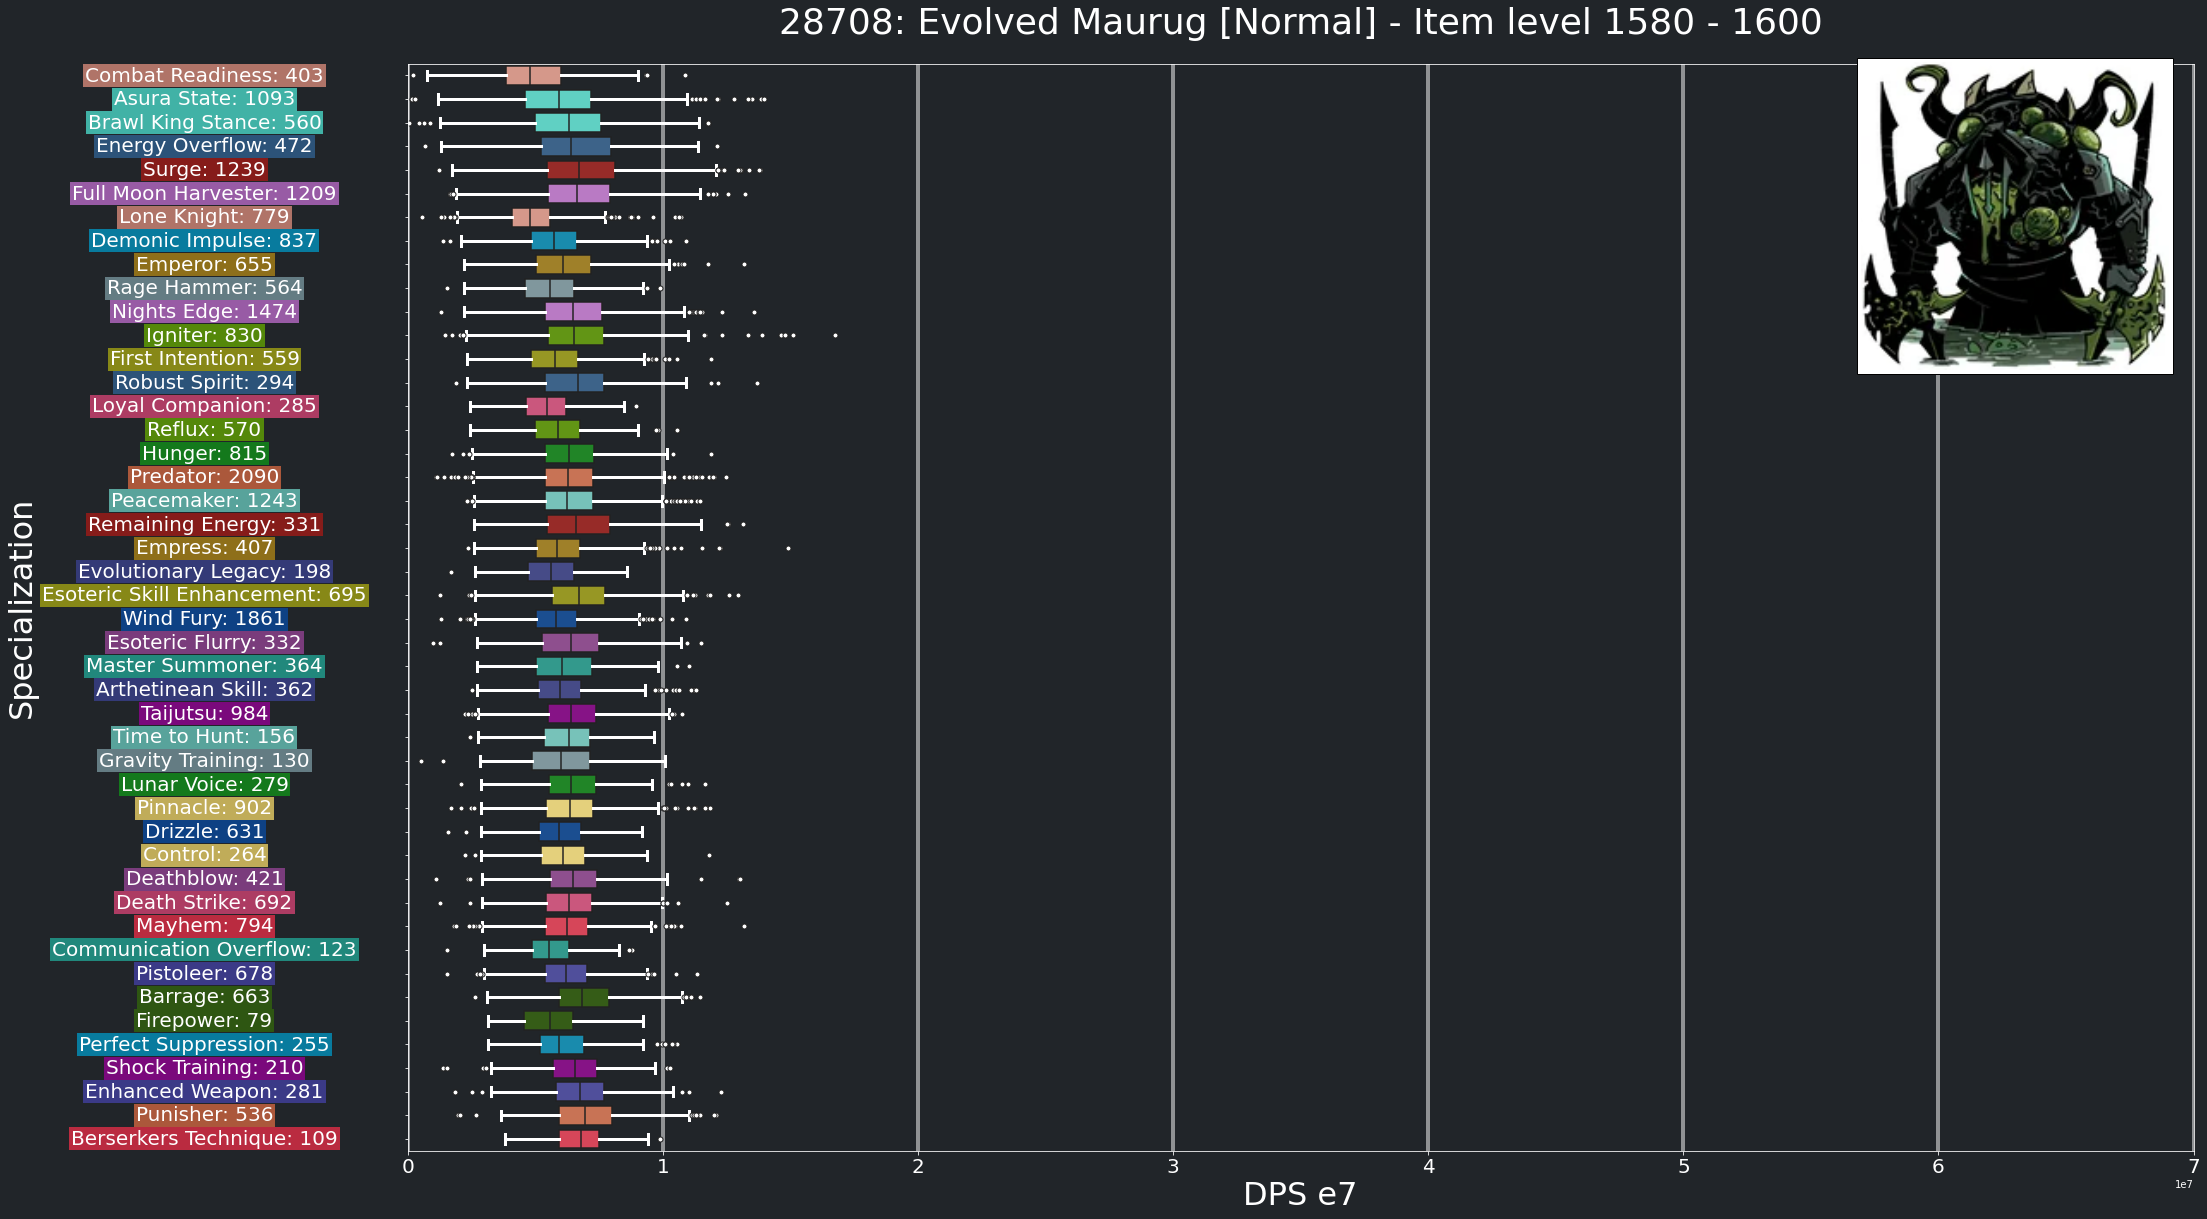 28708: Evolved Maurug [Normal] - Item level 1580 - 1600
Combat Readiness: 403
Asura State: 1093
Brawl King Stance: 560
Energy Overflow: 472
Surge: 1239
Full Moon Harvester: 1209
Lone Knight: 779
Demonic Impulse: 837
Emperor: 655
Rage Hammer: 564
Nights Edge: 1474
Igniter: 830
First Intention: 559
Robust Spirit: 294
Loyal Companion: 285
Reflux: 570
Hunger: 815
Predator: 2090
Peacemaker: 1243
Remaining Energy: 331
Empress: 407
Evolutionary Legacy: 198
Esoteric Skill Enhancement: 695
Wind Fury: 1861
Esoteric Flurry: 332
Master Summoner: 364
Arthetinean Skill: 362
Taijutsu: 984
Time to Hunt: 156
Gravity Training: 130
Lunar Voice: 279
Pinnacle: 902
Drizzle: 631
Control: 264
Deathblow: 421
Death Strike: 692
Mayhem: 794
Communication Overflow: 123
Pistoleer: 678
Barrage: 663
Firepower: 79
Perfect Suppression: 255
Shock Training: 210
Enhanced Weapon: 281
Punisher: 536
Berserkers Technique: 109
Specialization
0 1 2 3 4 5 6 7
1e7
DPS e7